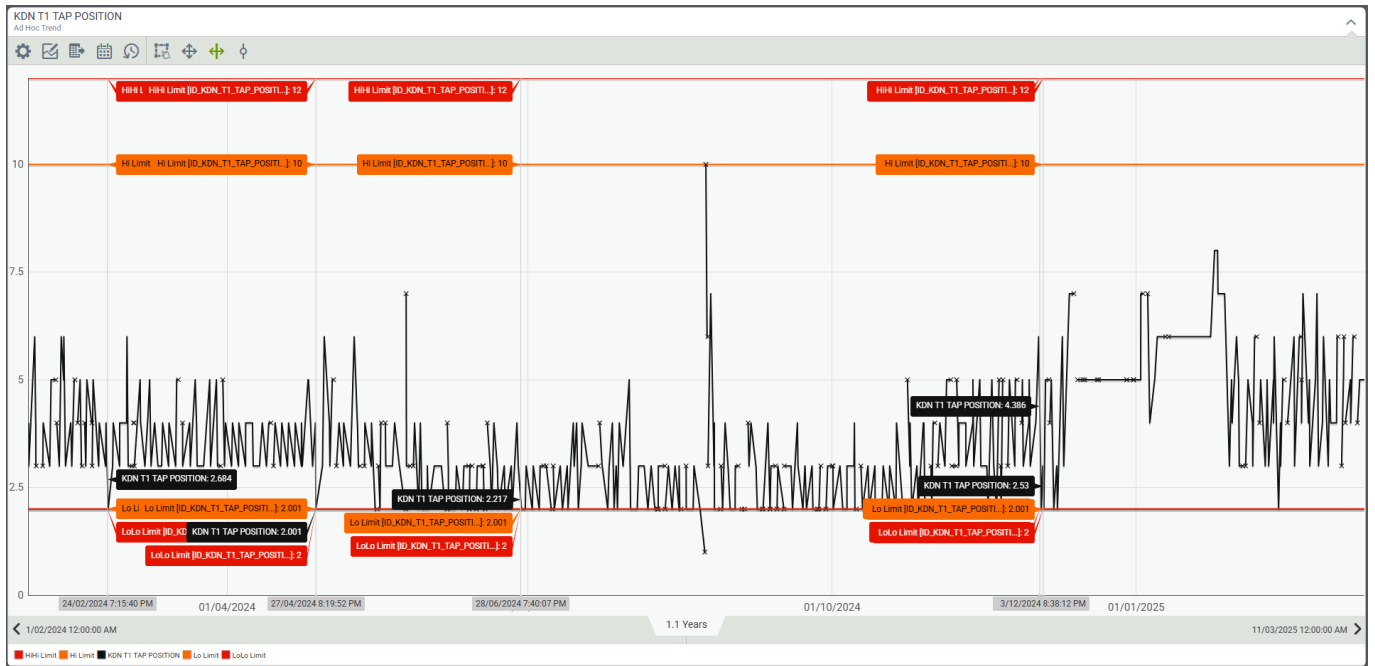 KDN T1 TAP POSITION
Ad Hoc Trend
HiHi L HiHi Limit [ID_KDN_T1_TAP_POSITI...]: 12
HiHi Limit [ID_KDN_T1_TAP_POSITI...]: 12
HiHi Limit [ID_KDN_T1_TAP_POSITI...]: 12
10
Hi Limit Hi Limit [ID_KDN_T1_TAP_POSITI...]: 10
Hi Limit [ID_KDN_T1_TAP_POSITI...]: 10
Hi Limit [ID_KDN_T1_TAP_POSITI...]: 10
7.5
5
KDN T1 TAP POSITION: 4.386
2.5
KDN T1 TAP POSITION: 2.684
KDN T1 TAP POSITION: 2.217
KDN T1 TAP POSITION: 2.53
Lo Li Lo Limit [ID_KDN_T1_TAP_POSITI...]: 2.001
Lo Limit [ID_KDN_T1_TAP_POSITI...]: 2.001
Lo Limit [ID_KDN_T1_TAP_POSITI...]: 2.001
LoLo Limit [ID_KD KDN T1 TAP POSITION: 2.001
LoLo Limit [ID_KDN_T1_TAP_POSITI...]: 2
LoLo Limit [ID_KDN_T1_TAP_POSITI...]: 2
LoLo Limit [ID_KDN_T1_TAP_POSITI...]: 2
0
24/02/2024 7:15:40 PM
01/04/2024
27/04/2024 8:19:52 PM
28/06/2024 7:40:07 PM
01/10/2024
3/12/2024 8:38:12 PM
01/01/2025
1/02/2024 12:00:00 AM
1.1 Years
11/03/2025 12:00:00 AM
HiHi Limit Hi Limit KDN T1 TAP POSITION Lo Limit LoLo Limit